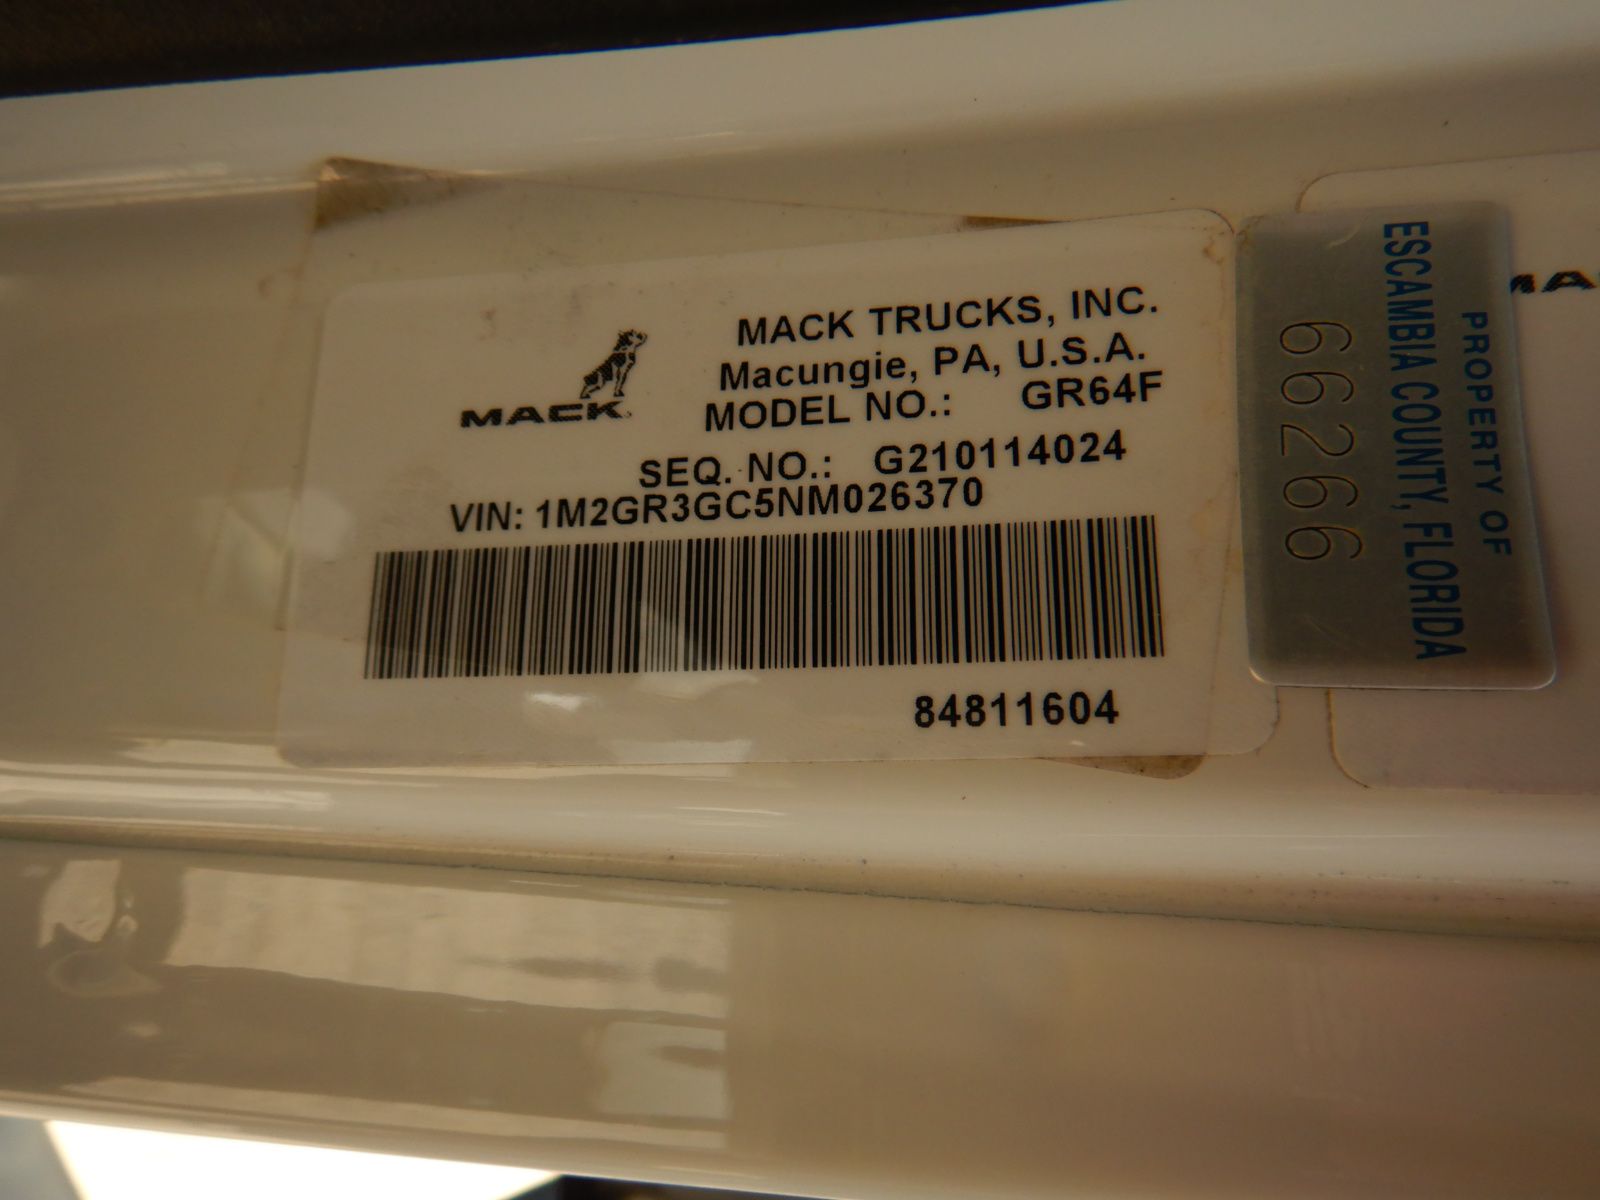 MACK
MACK TRUCKS, INC.
Macungie, PA, U.S.A.
MODEL NO.: GR64F
SEQ. NO.: G210114024
VIN: 1M2GR3GC5NM026370
84811604
PROPERTY OF
ESCAMBIA COUNTY, FLORIDA
66266